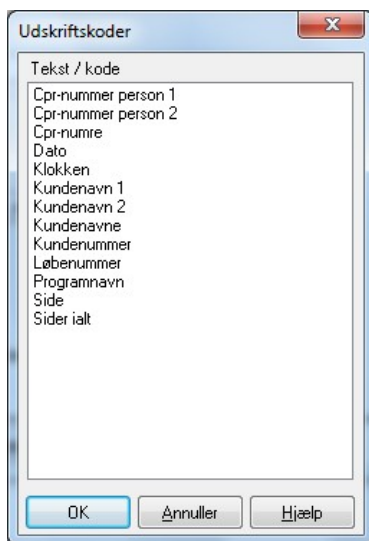 Udskriftskoder
Tekst / kode
Cpr-nummer person 1
Cpr-nummer person 2
Cpr-numre
Dato
Klokken
Kundenavn 1
Kundenavn 2
Kundenavne
Kundenummer
Løbenummer
Programnavn
Side
Sider ialt
OK Annuller Hjælp